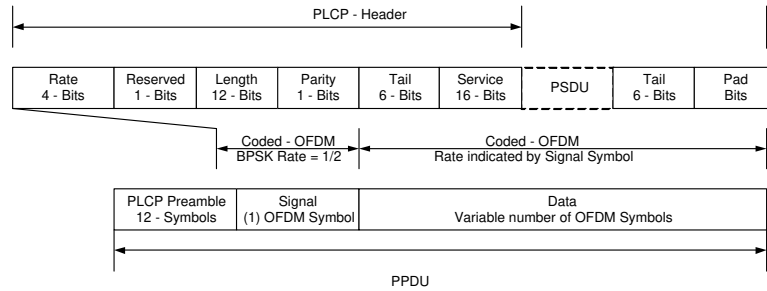 PLCP - Header
Rate Reserved Length Parity Tail Service PSDU Tail Pad
4 - Bits 1 - Bits 12 - Bits 1 - Bits 6 - Bits 16 - Bits 6 - Bits Bits
Coded - OFDM Coded - OFDM
BPSK Rate = 1/2 Rate indicated by Signal Symbol
PLCP Preamble Signal Data
12 - Symbols (1) OFDM Symbol Variable number of OFDM Symbols
PPDU